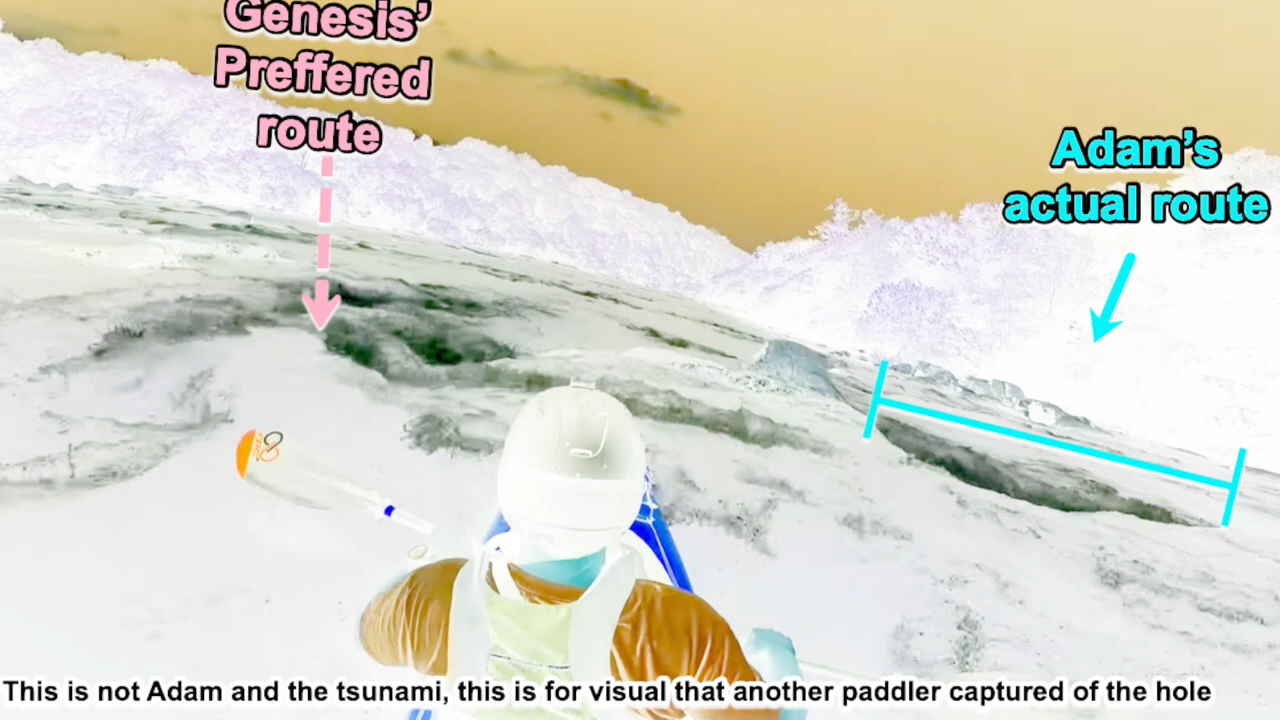 Genesis’
Preffered
route
Adam’s
actual route
This is not Adam and the tsunami, this is for visual that another paddler captured of the hole